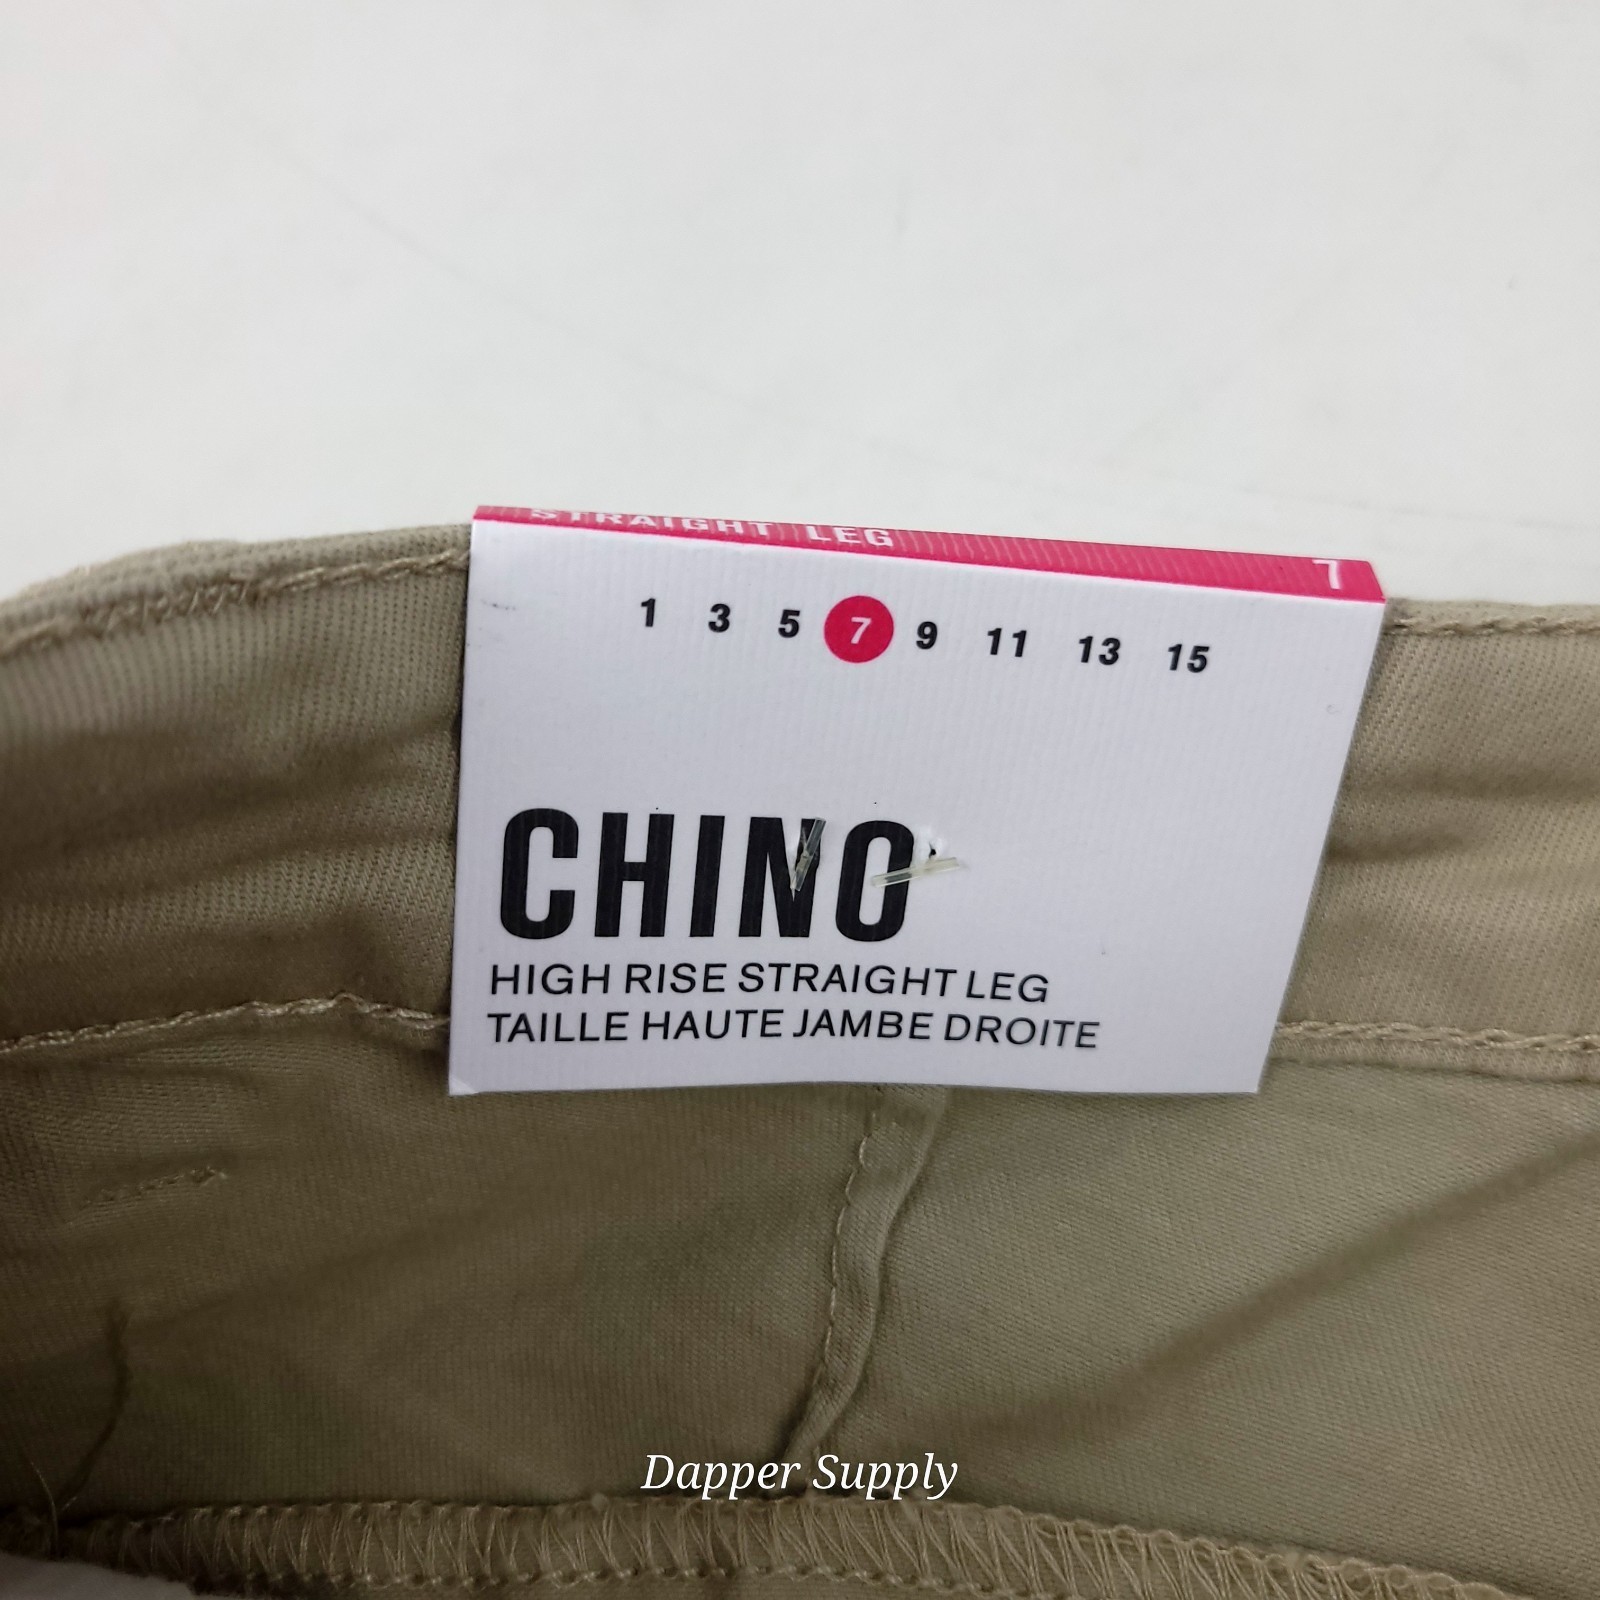 STRAIGHT LEG 7
1 3 5 7 9 11 13 15
CHINO
HIGH RISE STRAIGHT LEG
TAILLE HAUTE JAMBE DROITE
Dapper Supply